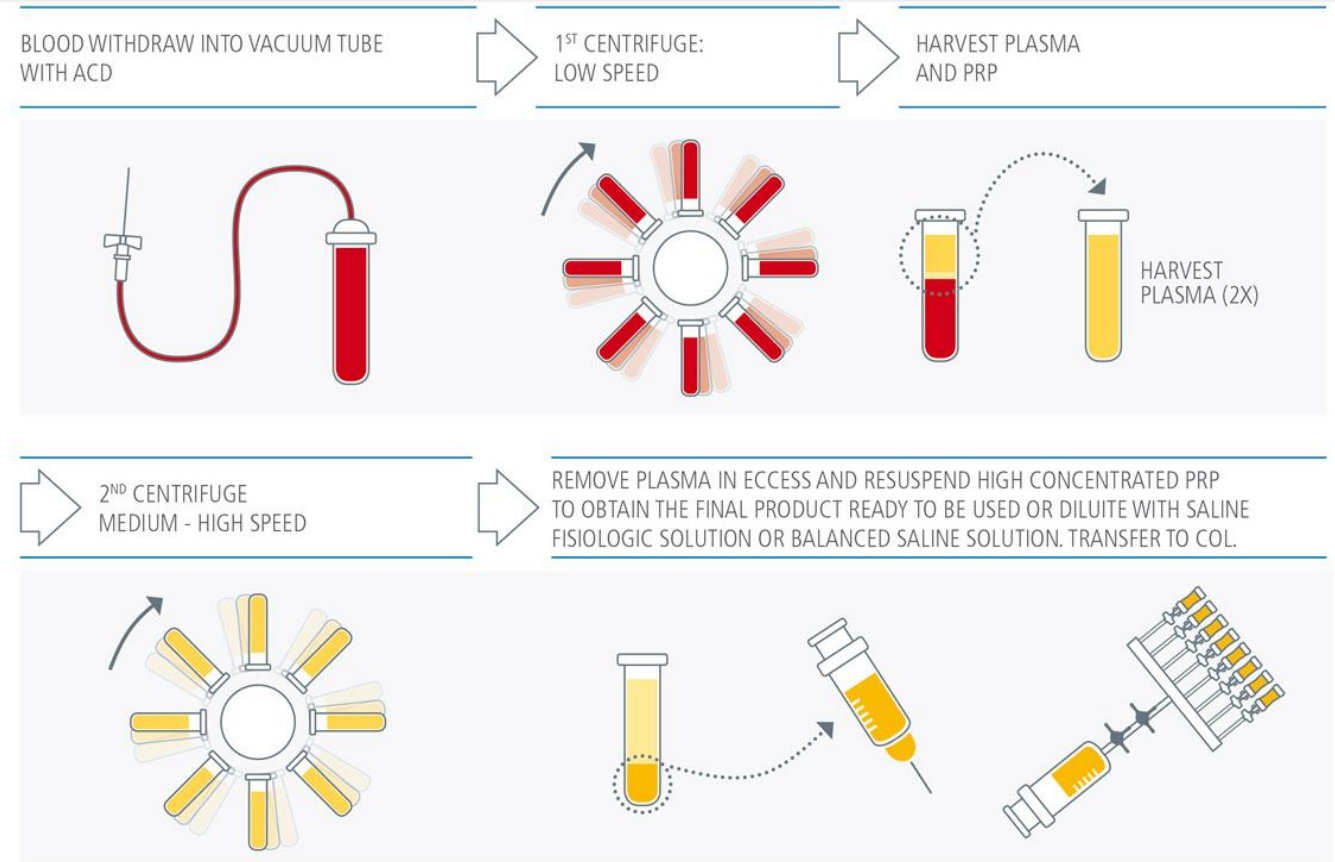 BLOOD WITHDRAW INTO VACUUM TUBE
WITH ACD
1ST CENTRIFUGE:
LOW SPEED
HARVEST PLASMA
AND PRP
HARVEST
PLASMA (2X)
2ND CENTRIFUGE
MEDIUM - HIGH SPEED
REMOVE PLASMA IN ECCESS AND RESUSPEND HIGH CONCENTRATED PRP
TO OBTAIN THE FINAL PRODUCT READY TO BE USED OR DILUITE WITH SALINE
FISIOLOGIC SOLUTION OR BALANCED SALINE SOLUTION. TRANSFER TO COL.